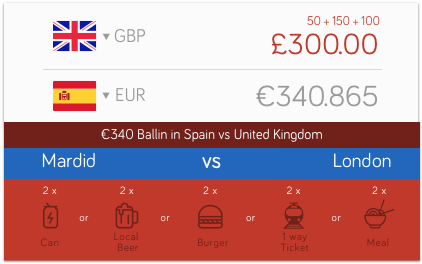 50 + 150 + 100
GBP £300.00
EUR €340.865
€340 Ballin in Spain vs United Kingdom
Mardid vs London
2 x 2 x 2 x 2 x 2 x
or or or or
Can Local Beer Burger 1 way Ticket Meal